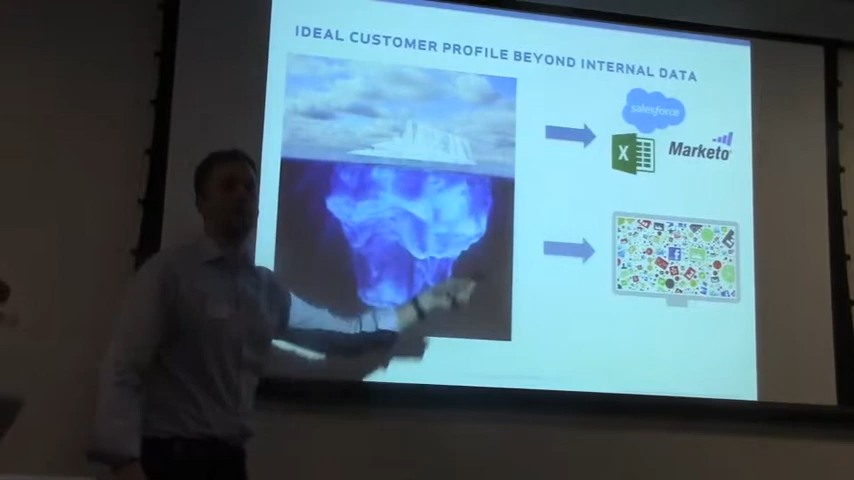 IDEAL CUSTOMER PROFILE BEYOND INTERNAL DATA
salesforce
X
Marketo
f